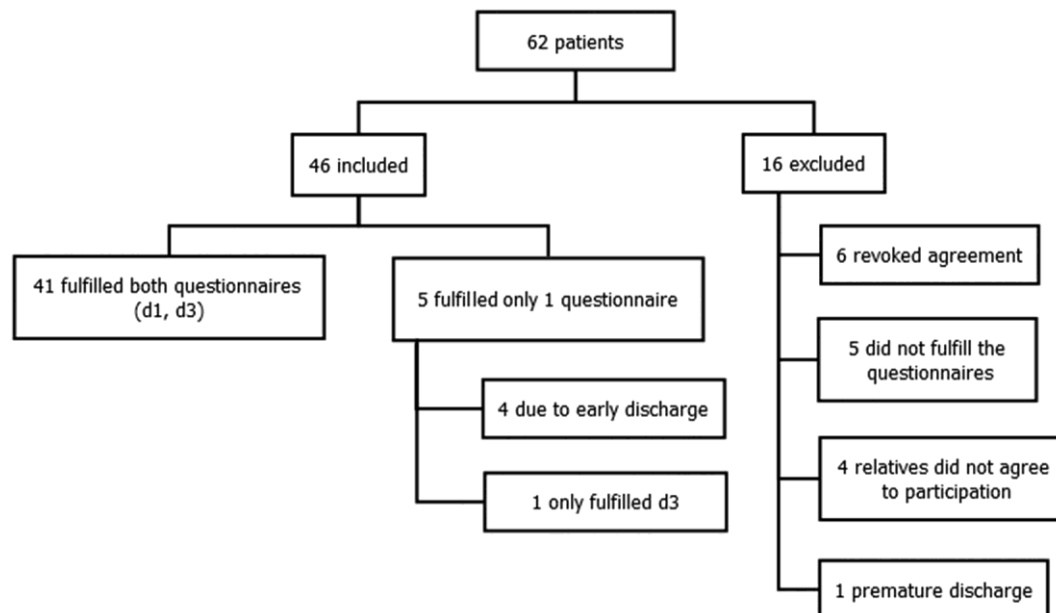 62 patients
46 included
16 excluded
41 fulfilled both questionnaires
(d1, d3)
5 fulfilled only 1 questionnaire
4 due to early discharge
1 only fulfilled d3
6 revoked agreement
5 did not fulfill the
questionnaires
4 relatives did not agree
to participation
1 premature discharge